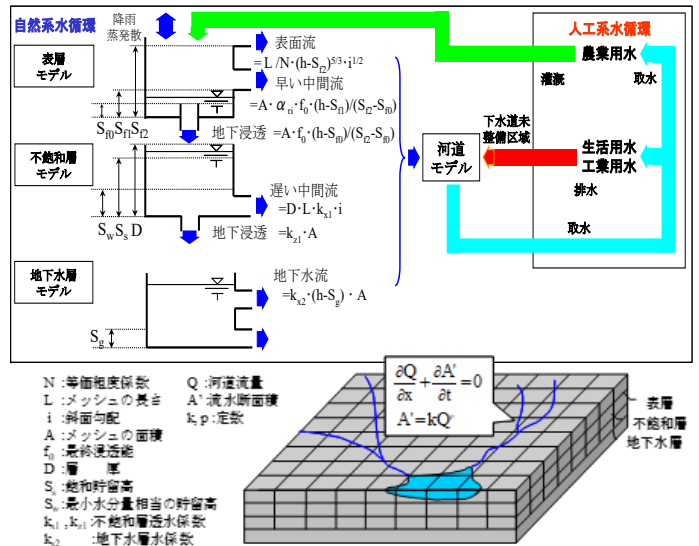 自然系水循環
降雨
蒸発散
人工系水循環
表層
モデル
表面流
=L/N·(h-Sf2)5/3·i1/2
早い中間流
=A·αri·f0·(h-Sf1)/(Sf2-Sf0)
Sf0 Sf1 Sf2
地下浸透 =A·f0·(h-Sf0)/(Sf2-Sf0)
農業用水
灌漑
取水
下水道未
整備区域
河道
モデル
生活用水
工業用水
排水
取水
不飽和層
モデル
遅い中間流
=D·L·kx1·i
Sw Ss D
地下浸透 =kz1·A
地下水層
モデル
地下水流
=kx2·(h-Sg)·A
Sg
N :等価粗度係数
L :メッシュの長さ
i :斜面勾配
A :メッシュの面積
f0 :最終浸透能
D :層 厚
Ss :飽和貯留高
Sw :最小水分量相当の貯留高
kx1 , kz1 :不飽和層透水係数
kx2 :地下水層水係数
Q :河道流量
A' :流水断面積
k, p :定数
∂Q/∂x + ∂A'/∂t = 0
A'=kQp
表層
不飽和層
地下水層